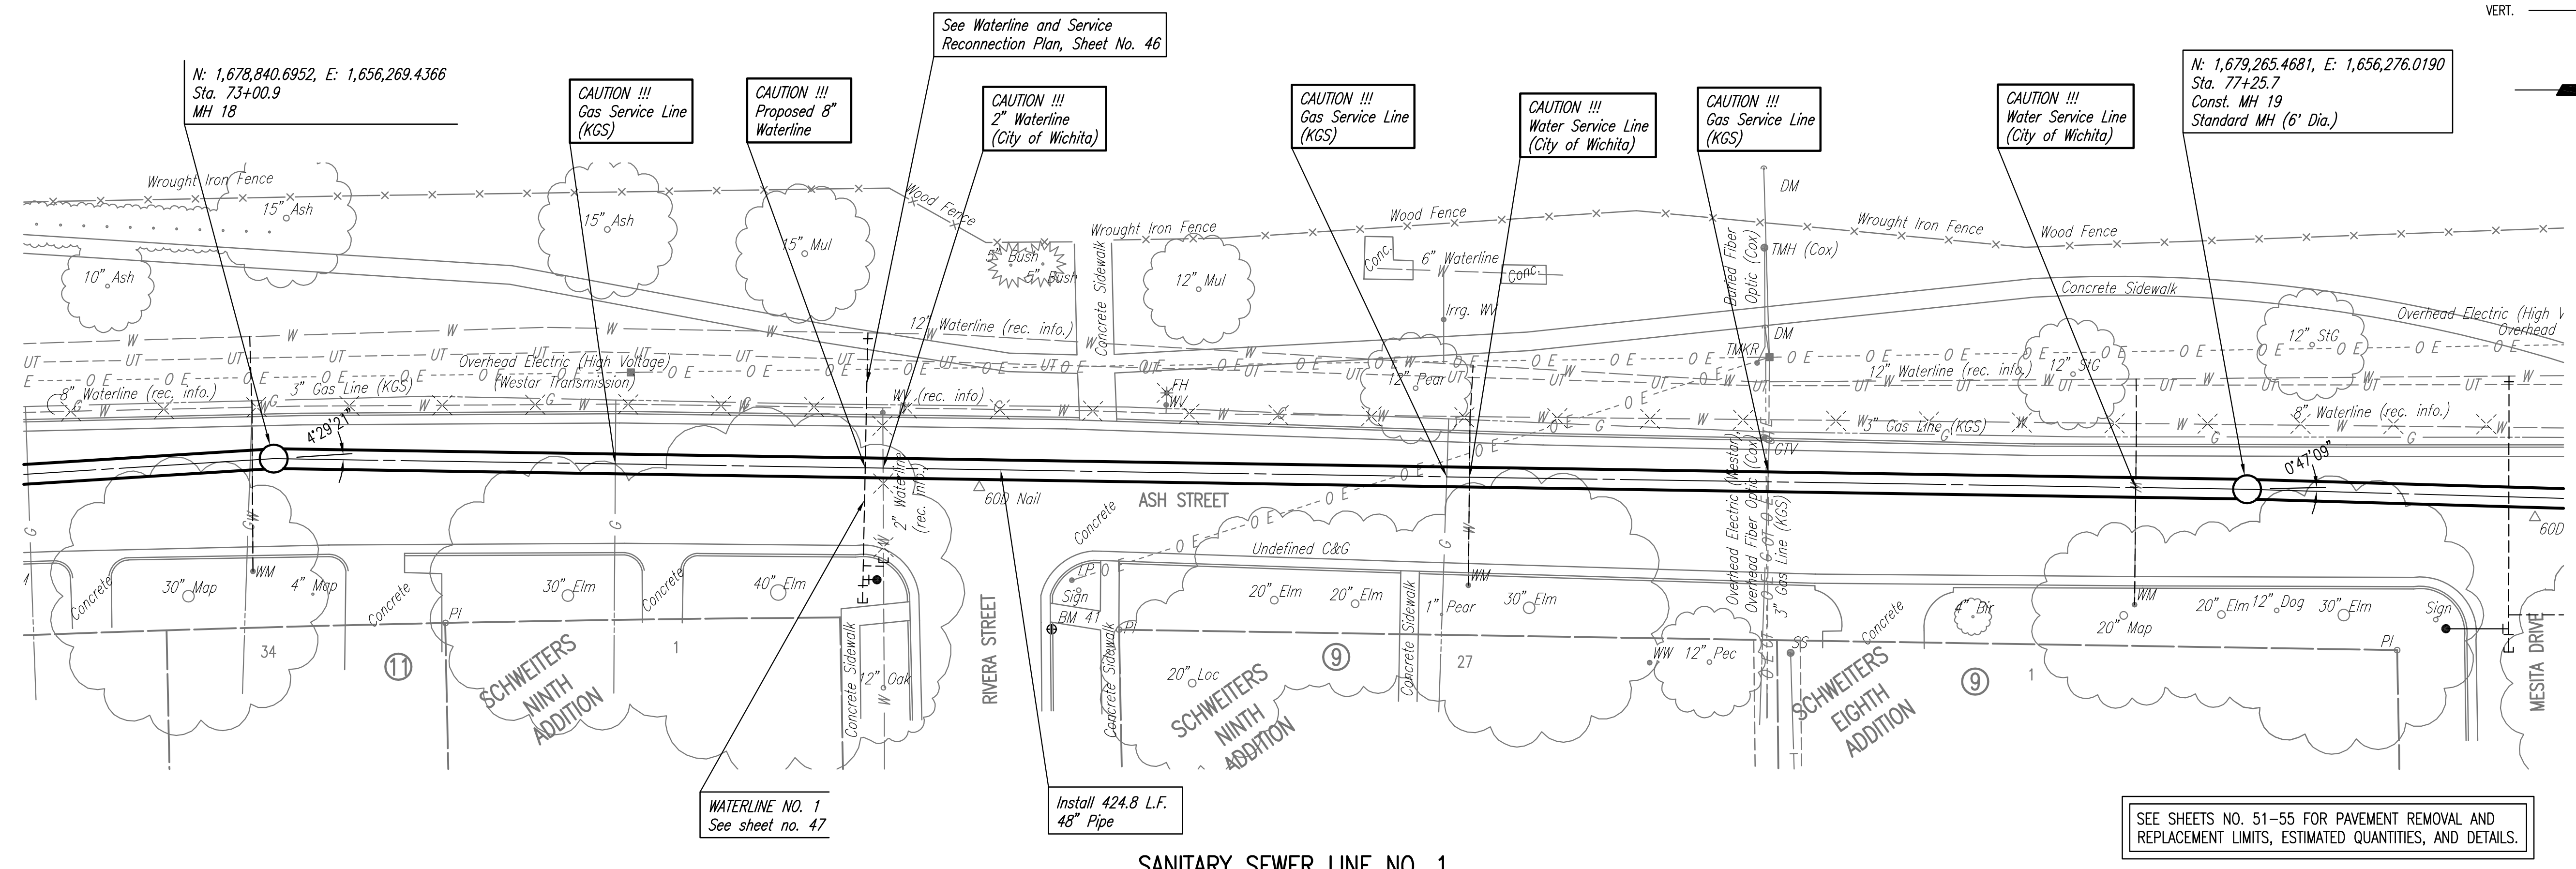 VERT.
See Waterline and Service
Reconnection Plan, Sheet No. 46
N: 1,678,840.6952, E: 1,656,269.4366
Sta. 73+00.9
MH 18
CAUTION !!!
Gas Service Line
(KGS)
CAUTION !!!
Proposed 8"
Waterline
CAUTION !!!
2" Waterline
(City of Wichita)
CAUTION !!!
Gas Service Line
(KGS)
CAUTION !!!
Water Service Line
(City of Wichita)
CAUTION !!!
Gas Service Line
(KGS)
CAUTION !!!
Water Service Line
(City of Wichita)
N: 1,679,265.4681, E: 1,656,276.0190
Sta. 77+25.7
Const. MH 19
Standard MH (6' Dia.)
Wrought Iron Fence
15" Ash
10" Ash
15" Ash
15" Mul
Wood Fence
5" Bush
5" Bush
Concrete Sidewalk
Wrought Iron Fence
12" Mul
Wood Fence
Conc.
6" Waterline
Conc.
Irrg. WV
DM
TMH (Cox)
Buried Fiber
Optic (Cox)
DM
TMKR
Wrought Iron Fence
Wood Fence
Concrete Sidewalk
12" StG
12" StG
Overhead Electric (High V
Overhead
12" Waterline (rec. info.)
Overhead Electric (High Voltage)
(Westar Transmission)
8" Waterline (rec. info.)
3" Gas Line (KGS)
WV (rec. info)
FH
WV
12" Pear
12" Waterline (rec. info.)
8" Waterline (rec. info.)
3" Gas Line (KGS)
GTV
4°29'21"
0°47'09"
2" Waterline
(rec. info.)
60D Nail
ASH STREET
Concrete
Undefined C&G
Overhead Electric (Westar)
Overhead Fiber Optic (Cox)
3" Gas Line (KGS)
60D
Concrete
30" Map
WM
4" Map
Concrete
PI
30" Elm
Concrete
40" Elm
LP
Sign
BM 41
PI
20" Elm
20" Elm
Concrete Sidewalk
1" Pear
WM
30" Elm
WW
12" Pec
SS
Concrete
4" Bir
WM
20" Map
20" Elm
12" Dog
30" Elm
Sign
PI
34
11
SCHWEITERS
NINTH
ADDITION
1
Concrete Sidewalk
12" Oak
RIVERA STREET
Concrete Sidewalk
20" Loc
SCHWEITERS
NINTH
ADDITION
9
27
SCHWEITERS
EIGHTH
ADDITION
9
1
MESITA DRIVE
WATERLINE NO. 1
See sheet no. 47
Install 424.8 L.F.
48" Pipe
SEE SHEETS NO. 51-55 FOR PAVEMENT REMOVAL AND
REPLACEMENT LIMITS, ESTIMATED QUANTITIES, AND DETAILS.
SANITARY SEWER LINE NO. 1